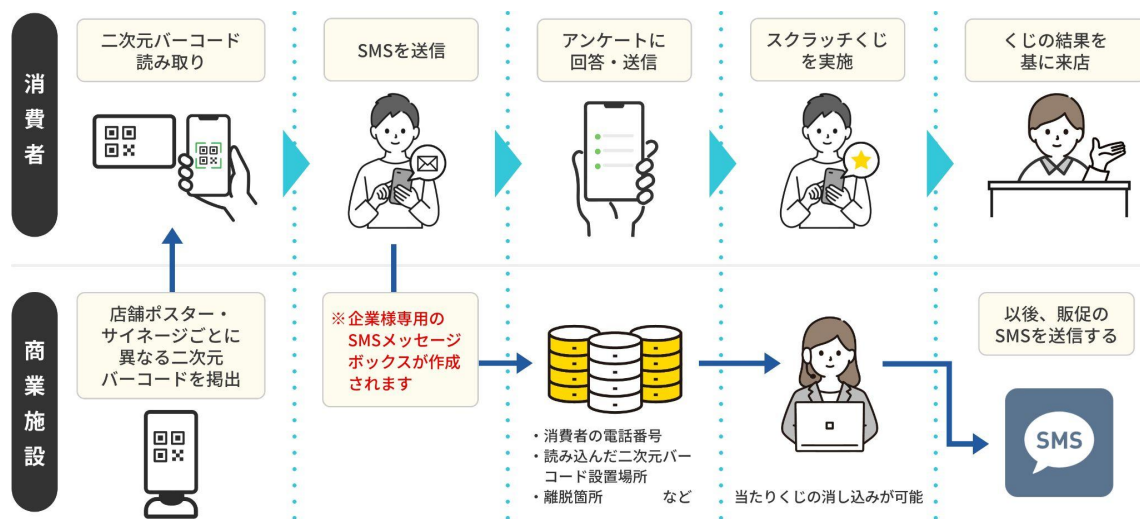 消費者
二次元バーコード
読み取り
SMSを送信
アンケートに
回答・送信
スクラッチくじ
を実施
くじの結果を
基に来店
商業施設
店舗ポスター・
サイネージごとに
異なる二次元
バーコードを掲出
※企業様専用の
SMSメッセージ
ボックスが作成
されます
・消費者の電話番号
・読み込んだ二次元バー
コード設置場所
・離脱箇所 など
当たりくじの消し込みが可能
以後、販促の
SMSを送信する
SMS